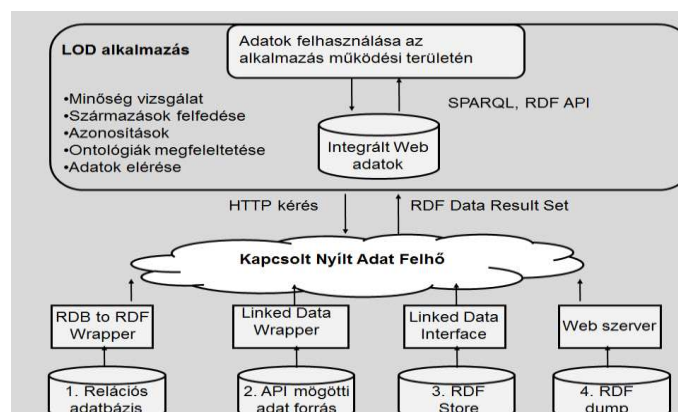 LOD alkalmazás
Adatok felhasználása az
alkalmazás működési területén
•Minőség vizsgálat
•Származások felfedése
•Azonosítások
•Ontológiák megfeleltetése
•Adatok elérése
SPARQL, RDF API
Integrált Web
adatok
HTTP kérés
RDF Data Result Set
Kapcsolt Nyílt Adat Felhő
RDB to RDF
Wrapper
Linked Data
Wrapper
Linked Data
Interface
Web szerver
1. Relációs
adatbázis
2. API mögötti
adat forrás
3. RDF
Store
4. RDF
dump